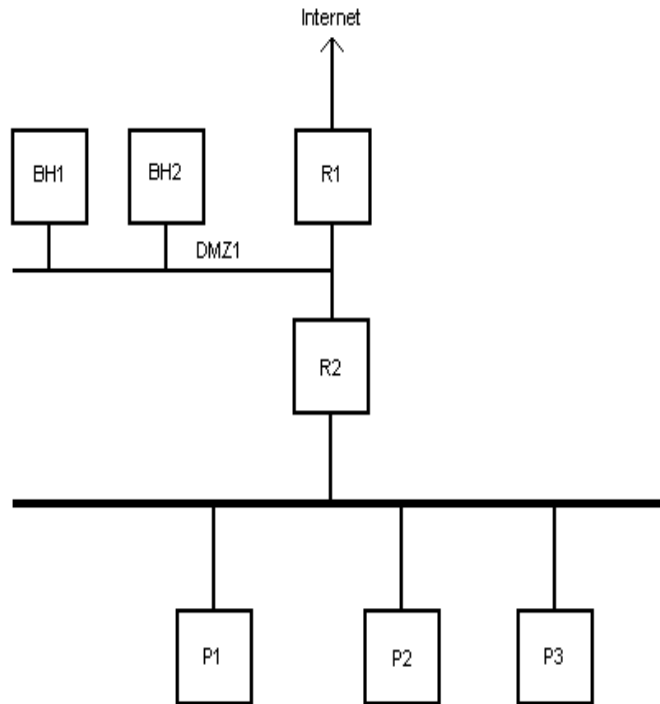 Internet
BH1
BH2
R1
DMZ1
R2
P1
P2
P3